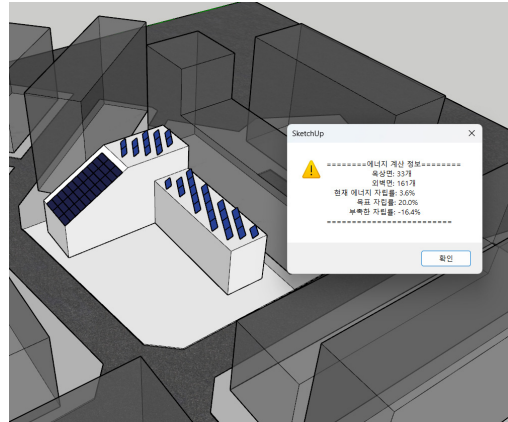 SketchUp
========에너지 계산 정보========
옥상면: 33개
외벽면: 161개
현재 에너지 자립률: 3.6%
목표 자립률: 20.0%
부족한 자립률: -16.4%
=========================
확인